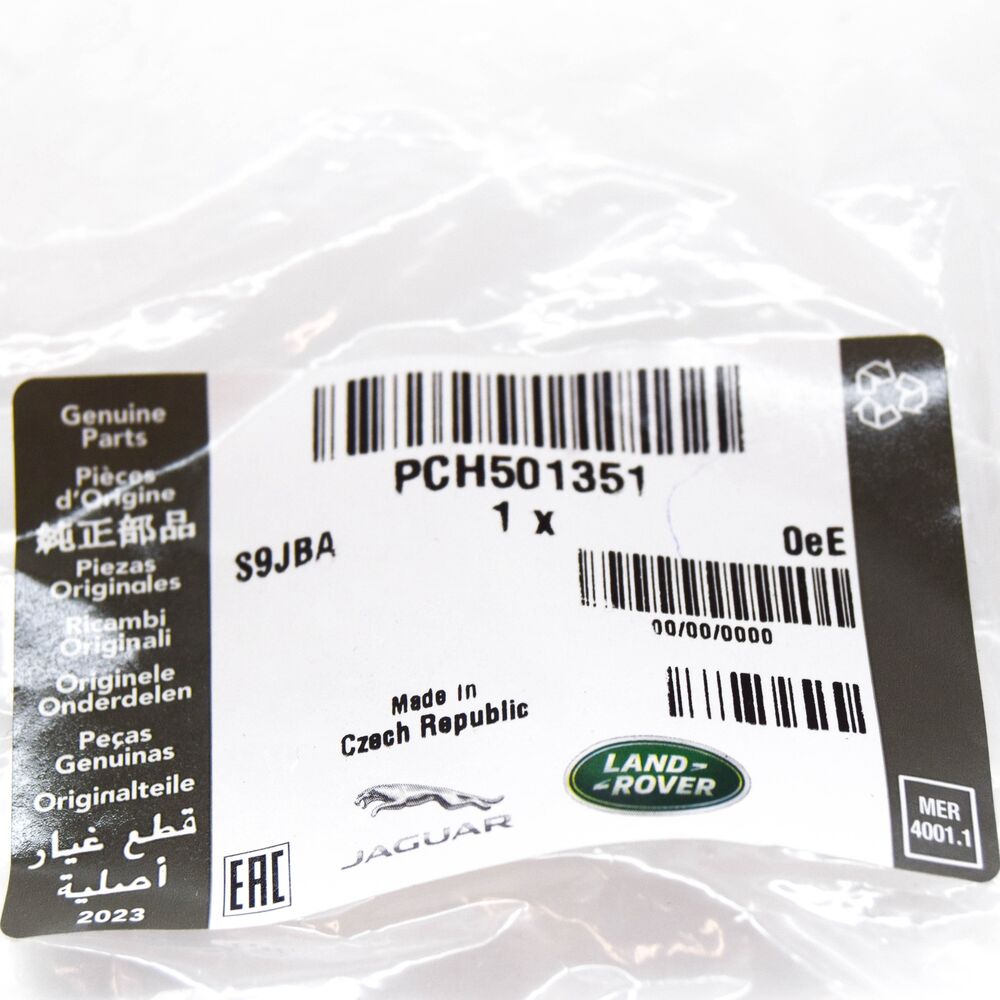 Genuine
Parts
Pièces
d'Origine
純正部品
Piezas
Originales
Ricambi
Originali
Originele
Onderdelen
Peças
Genuinas
Originalteile
قطع غيار
أصلية
2023
PCH501351
1 x
S9JBA
OeE
00/00/0000
Made in
Czech Republic
JAGUAR
LAND-
-ROVER
EAC
MER
4001.1